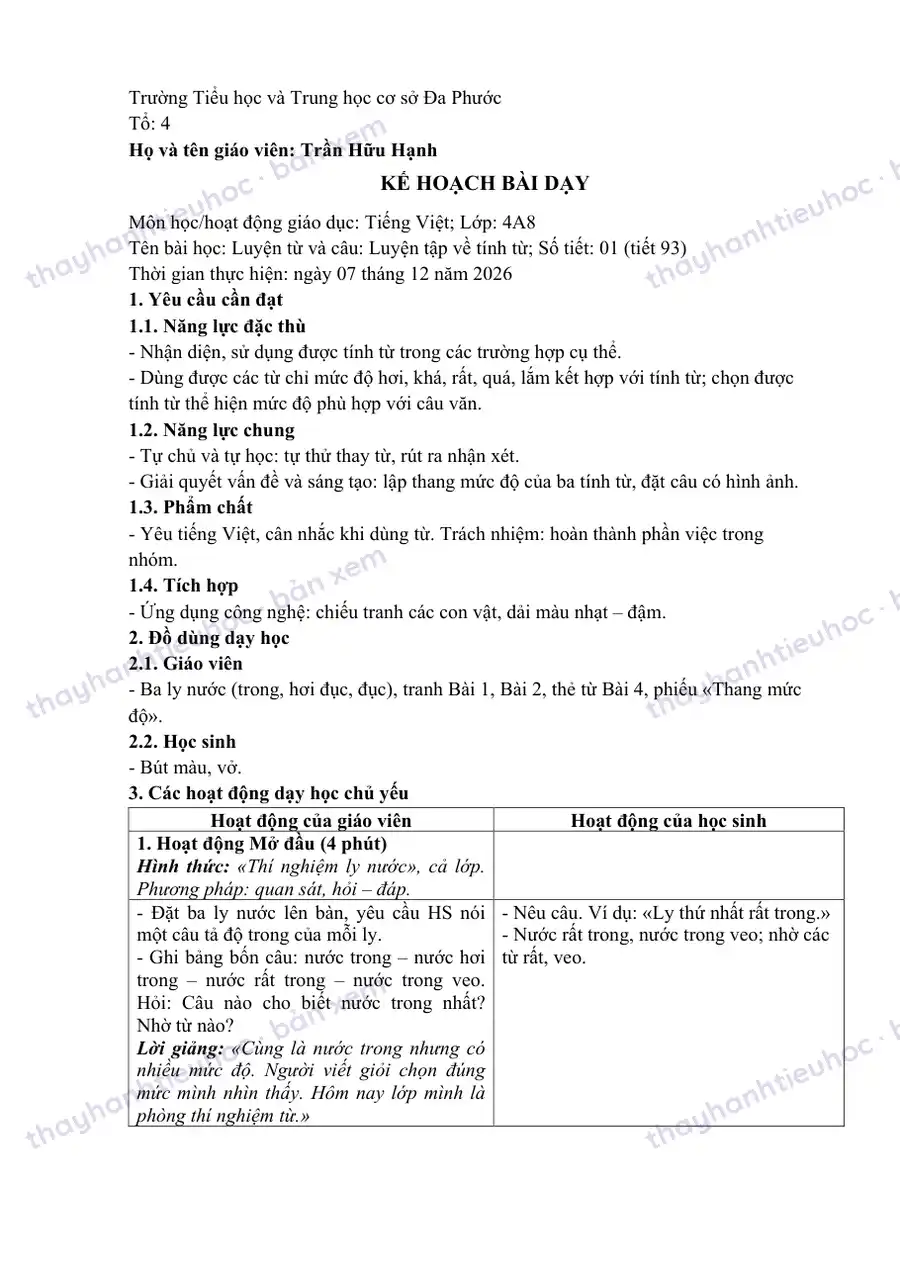 Trường Tiểu học và Trung học cơ sở Đa Phước
Tổ: 4
Họ và tên giáo viên: Trần Hữu Hạnh
KẾ HOẠCH BÀI DẠY
Môn học/hoạt động giáo dục: Tiếng Việt; Lớp: 4A8
Tên bài học: Luyện từ và câu: Luyện tập về tính từ; Số tiết: 01 (tiết 93)
Thời gian thực hiện: ngày 07 tháng 12 năm 2026
1. Yêu cầu cần đạt
1.1. Năng lực đặc thù
- Nhận diện, sử dụng được tính từ trong các trường hợp cụ thể.
- Dùng được các từ chỉ mức độ hơi, khá, rất, quá, lắm kết hợp với tính từ; chọn được
tính từ thể hiện mức độ phù hợp với câu văn.
1.2. Năng lực chung
- Tự chủ và tự học: tự thử thay từ, rút ra nhận xét.
- Giải quyết vấn đề và sáng tạo: lập thang mức độ của ba tính từ, đặt câu có hình ảnh.
1.3. Phẩm chất
- Yêu tiếng Việt, cân nhắc khi dùng từ. Trách nhiệm: hoàn thành phần việc trong
nhóm.
1.4. Tích hợp
- Ứng dụng công nghệ: chiếu tranh các con vật, dải màu nhạt – đậm.
2. Đồ dùng dạy học
2.1. Giáo viên
- Ba ly nước (trong, hơi đục, đục), tranh Bài 1, Bài 2, thẻ từ Bài 4, phiếu «Thang mức
độ».
2.2. Học sinh
- Bút màu, vở.
3. Các hoạt động dạy học chủ yếu
Hoạt động của giáo viên
Hoạt động của học sinh
1. Hoạt động Mở đầu (4 phút)
Hình thức: «Thí nghiệm ly nước», cả lớp.
Phương pháp: quan sát, hỏi – đáp.
- Đặt ba ly nước lên bàn, yêu cầu HS nói
một câu tả độ trong của mỗi ly.
- Ghi bảng bốn câu: nước trong – nước hơi
trong – nước rất trong – nước trong veo.
Hỏi: Câu nào cho biết nước trong nhất?
Nhờ từ nào?
Lời giảng: «Cùng là nước trong nhưng có
nhiều mức độ. Người viết giỏi chọn đúng
mức mình nhìn thấy. Hôm nay lớp mình là
phòng thí nghiệm từ.»
- Nêu câu. Ví dụ: «Ly thứ nhất rất trong.»
- Nước rất trong, nước trong veo; nhờ các
từ rất, veo.
thayhanhtieuhoc · bản xem
thayhanhtieuhoc · b
thayhanhtieuhoc · bản xem
thayhanhtieuhoc · b
thayhanhtieuhoc · bản xem
thayhanhtieuhoc · b